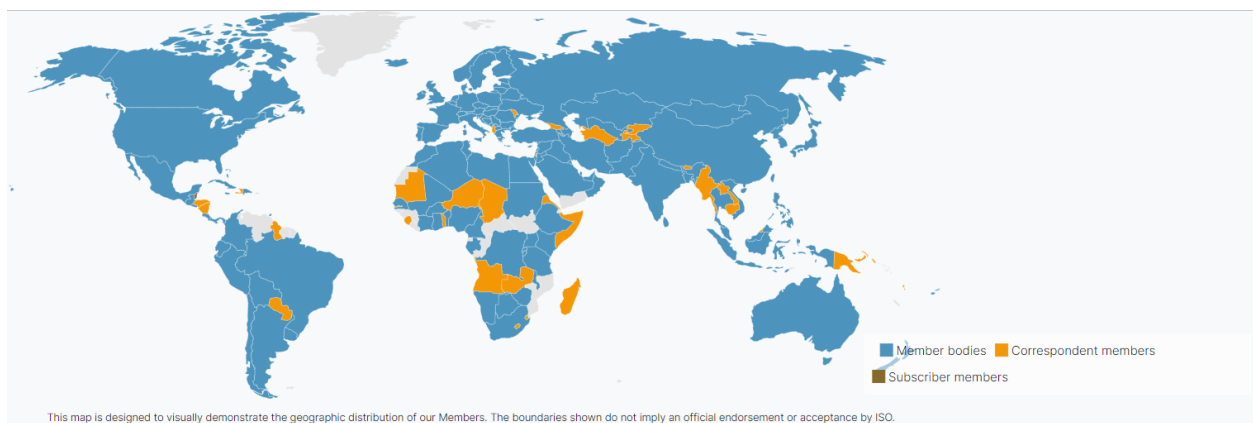 Member bodies Correspondent members
Subscriber members
This map is designed to visually demonstrate the geographic distribution of our Members. The boundaries shown do not imply an official endorsement or acceptance by ISO.